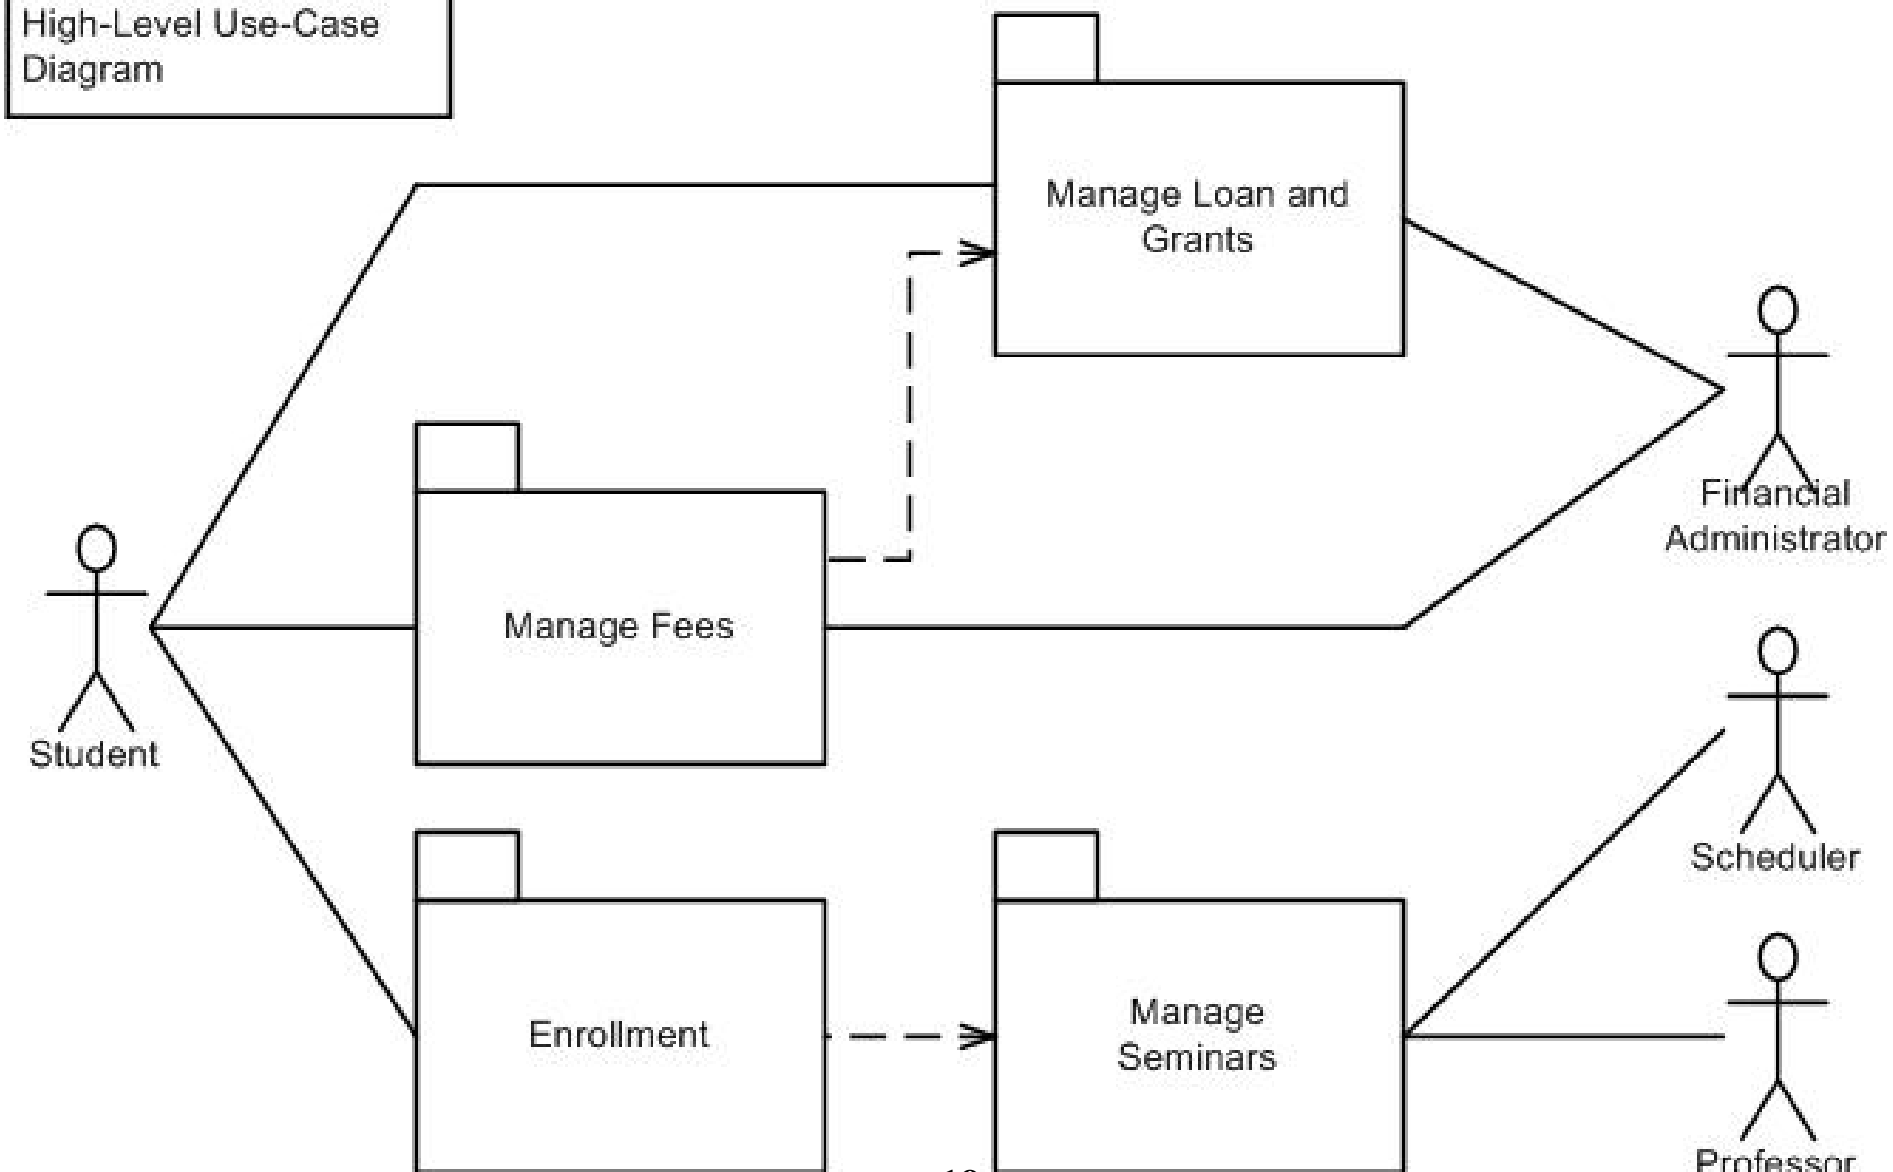 High-Level Use-Case
Diagram
Manage Loan and
Grants
Financial
Administrator
Manage Fees
Student
Scheduler
Enrollment
Manage
Seminars
Professor